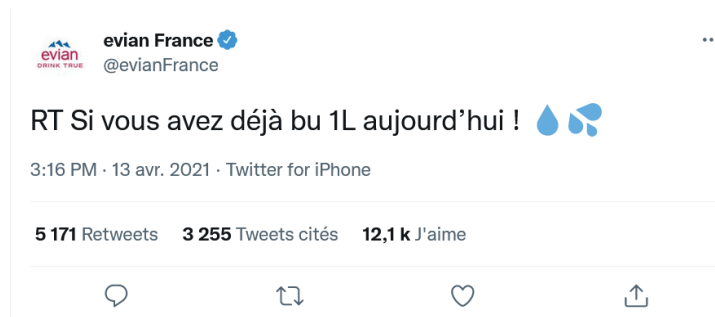 evian France
evian
DRINK TRUE
@evianFrance
RT Si vous avez déjà bu 1L aujourd’hui ! 💧💦
3:16 PM · 13 avr. 2021 · Twitter for iPhone
5 171 Retweets 3 255 Tweets cités 12,1 k J'aime